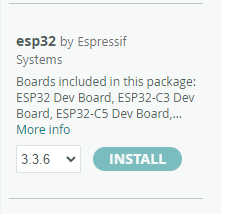 esp32 by Espressif
Systems
Boards included in this package:
ESP32 Dev Board, ESP32-C3 Dev
Board, ESP32-C5 Dev Board,...
More info
3.3.6 INSTALL